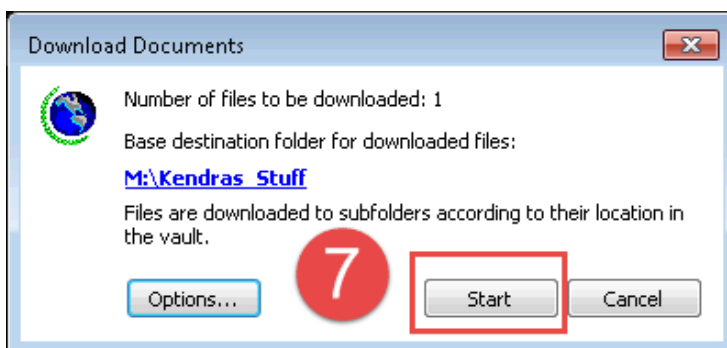 Download Documents
Number of files to be downloaded: 1
Base destination folder for downloaded files:
M:\Kendras_Stuff
Files are downloaded to subfolders according to their location in
the vault.
7
Options... Start Cancel